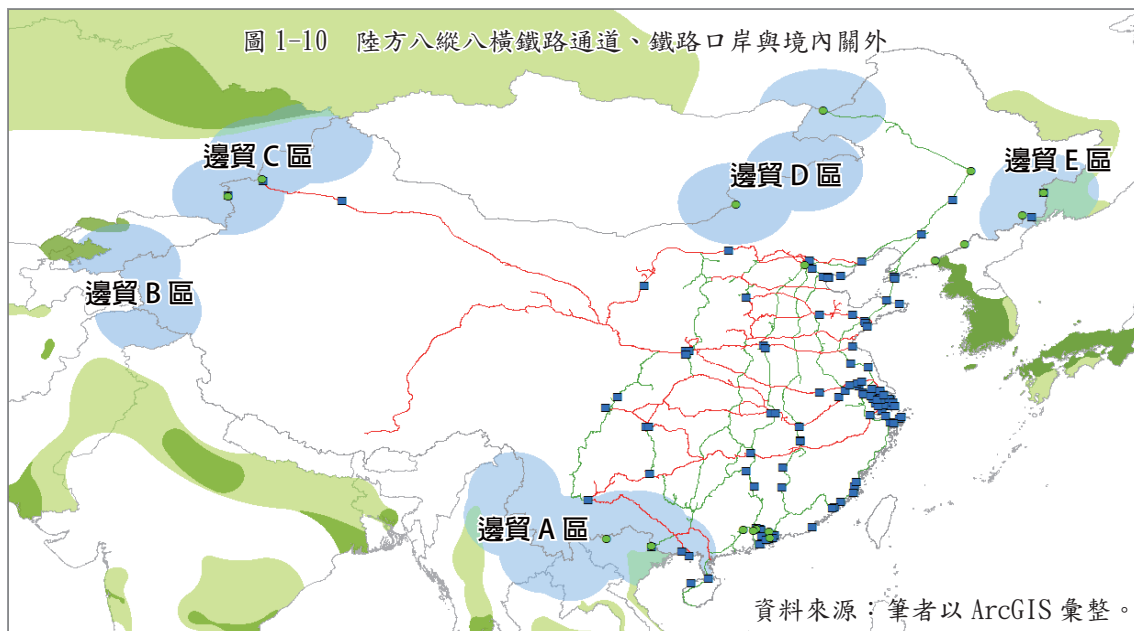 圖 1-10 陸方八縱八橫鐵路通道、鐵路口岸與境內關外
邊貿 C 區
邊貿 D 區
邊貿 E 區
邊貿 B 區
邊貿 A 區
資料來源：筆者以 ArcGIS 彙整。